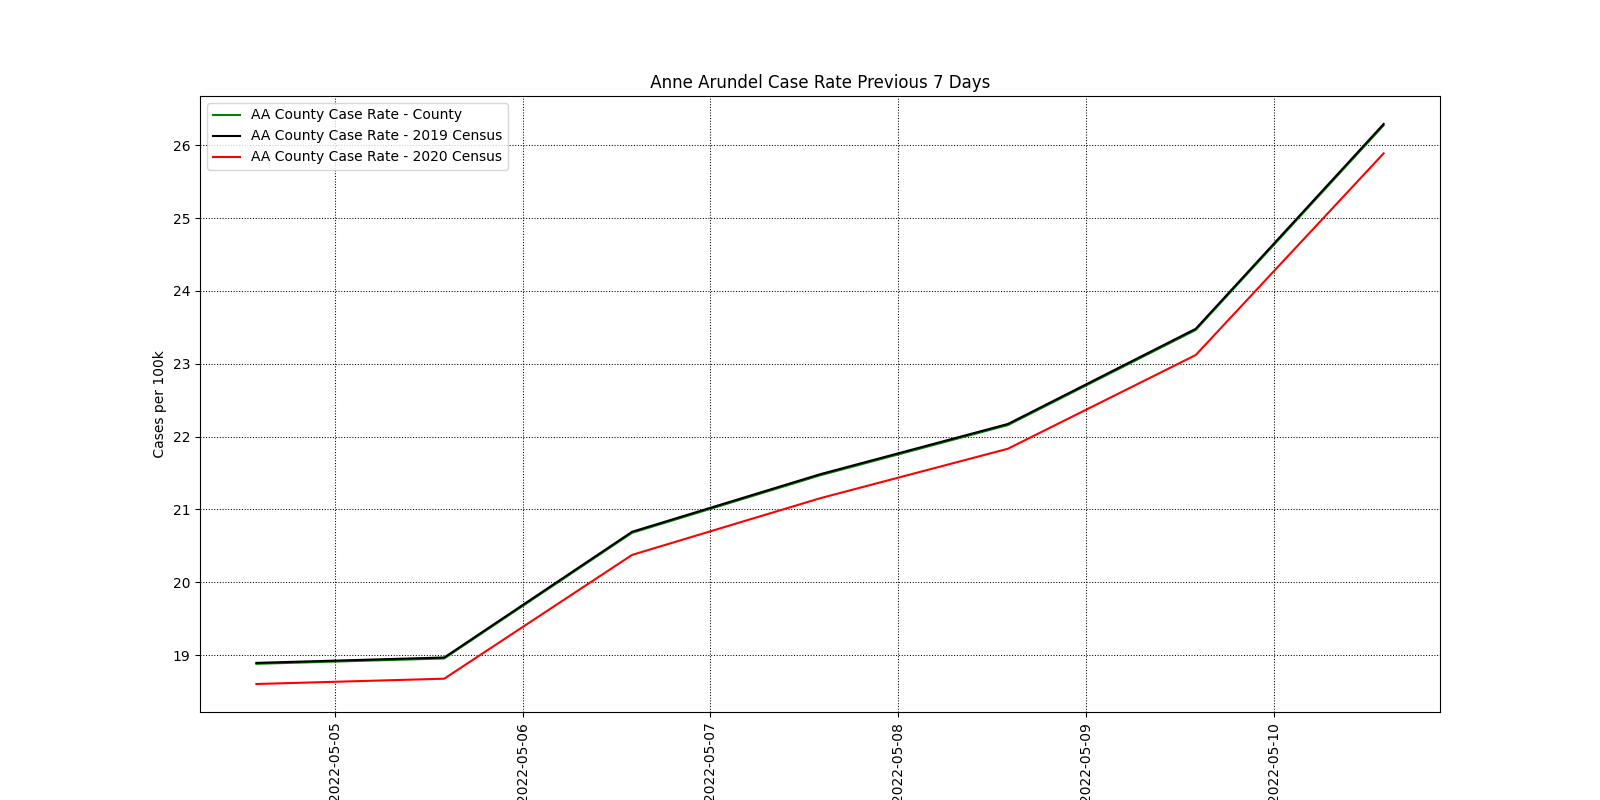 Anne Arundel Case Rate Previous 7 Days
AA County Case Rate - County
AA County Case Rate - 2019 Census
AA County Case Rate - 2020 Census
Cases per 100k
26
25
24
23
22
21
20
19
2022-05-05
2022-05-06
2022-05-07
2022-05-08
2022-05-09
2022-05-10